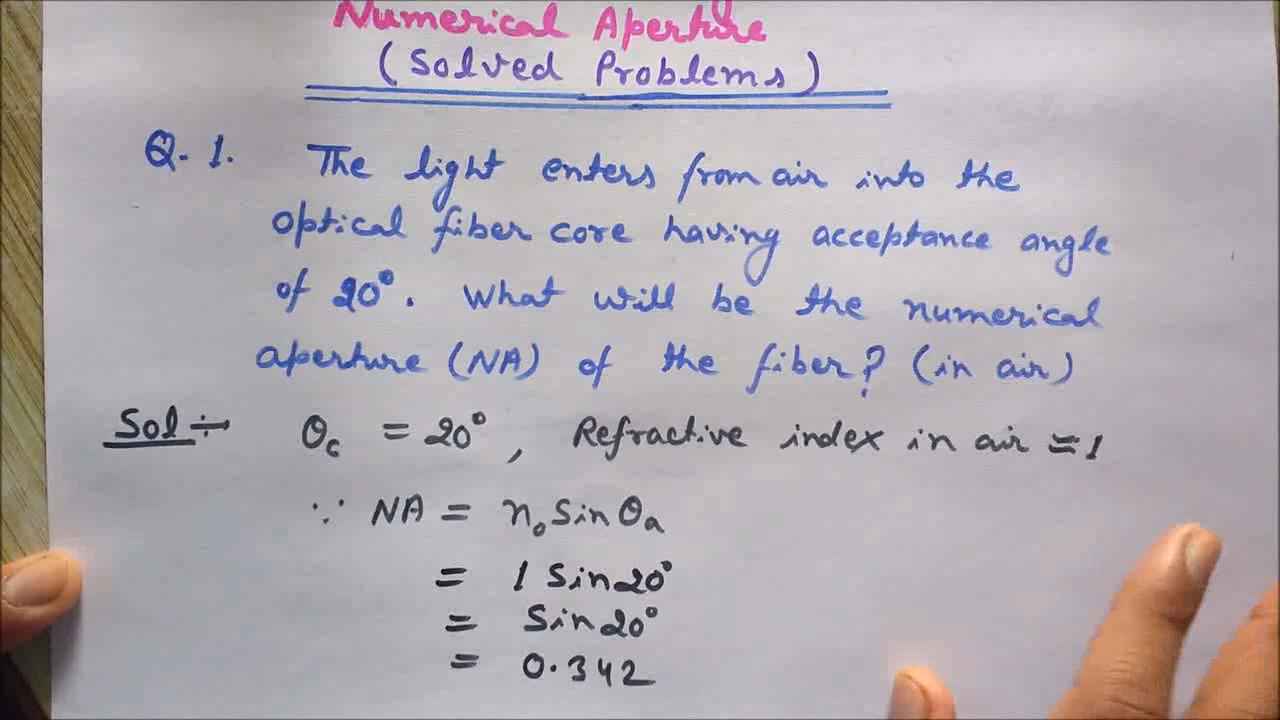 Numerical Aperture
(Solved Problems)
Q. 1. The light enters from air into the
optical fiber core having acceptance angle
of 20°. What will be the numerical
aperture (NA) of the fiber? (in air)
Sol ÷ θc = 20°, Refractive index in air = 1
∵ NA = n₀ Sin θa
= 1 Sin 20°
= Sin 20°
= 0.342